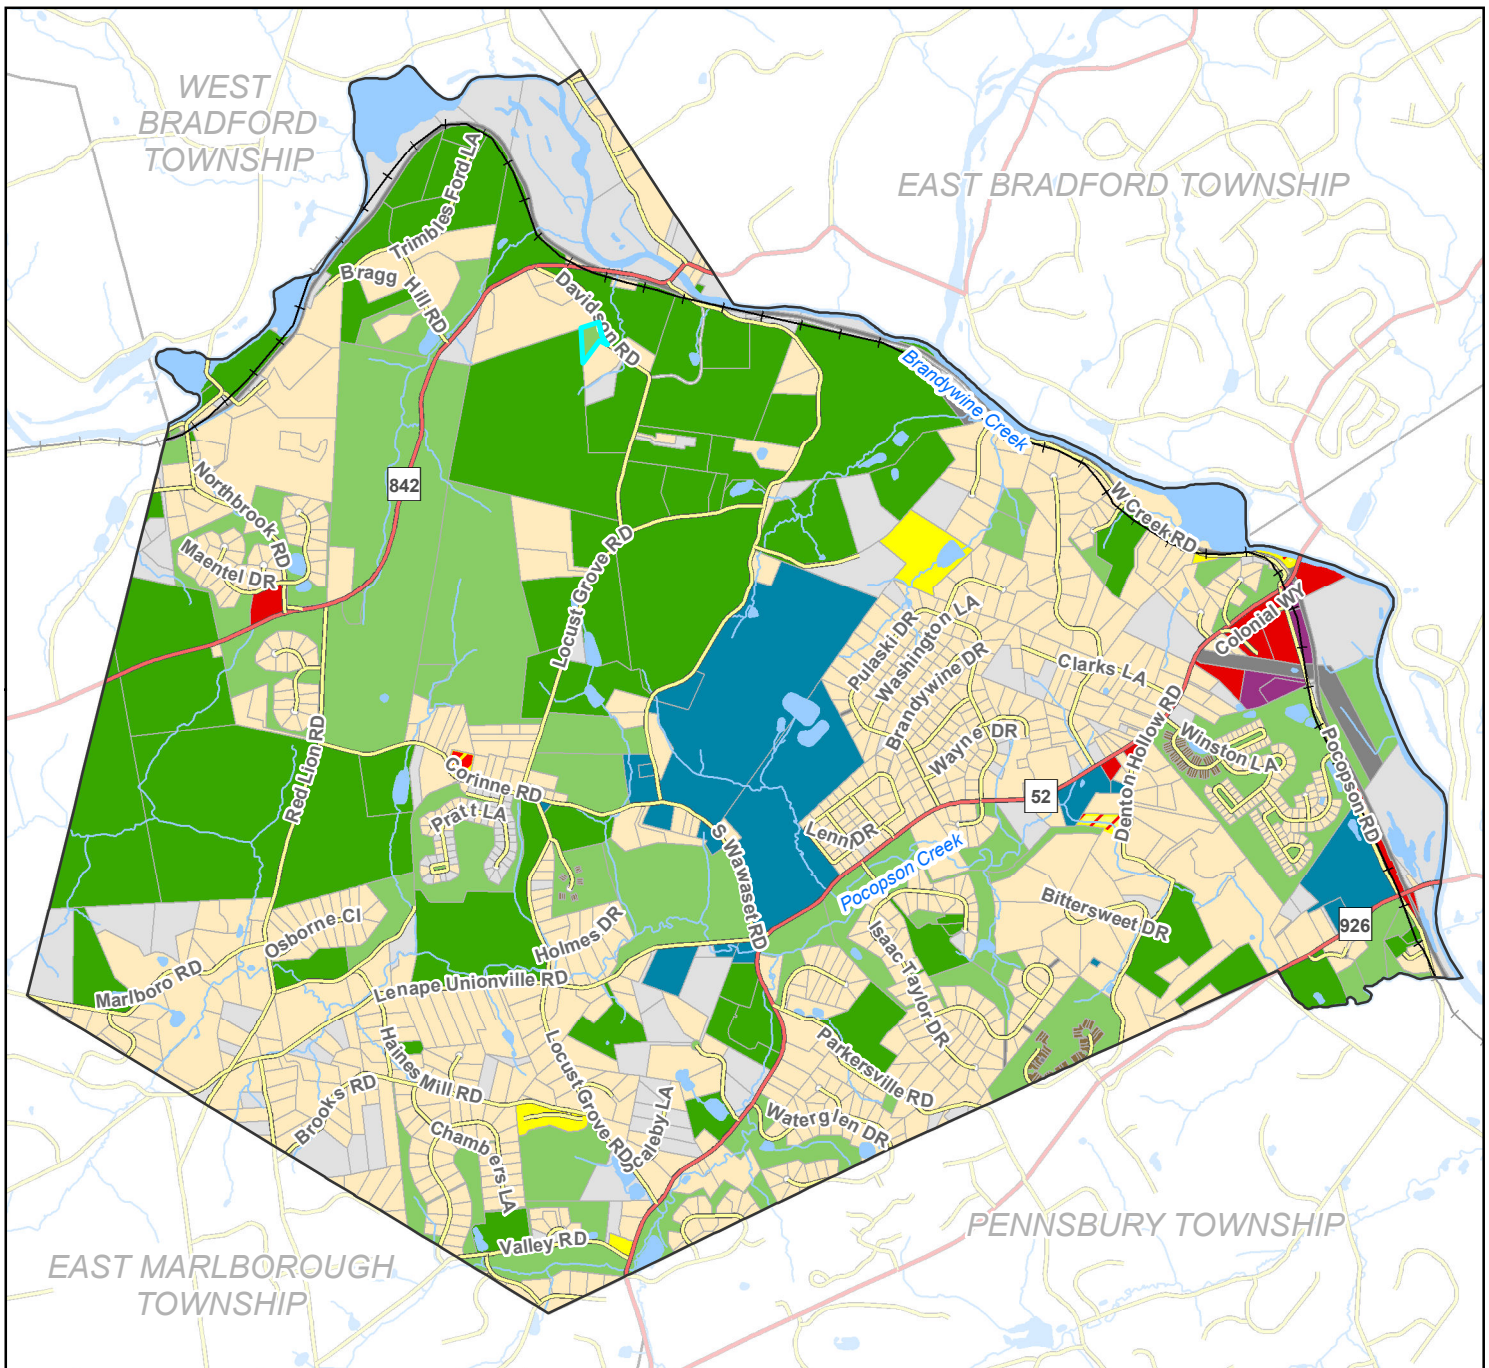 WEST
BRADFORD
TOWNSHIP
EAST BRADFORD TOWNSHIP
Trimbles Ford LA
Bragg
Hill RD
Davidson RD
Brandywine Creek
842
Northbrook RD
W Creek RD
Maentel DR
Locust Grove RD
Colonial WY
Pulaski DR
Washington LA
Brandywine DR
Clarks LA
Red Lion RD
Wayne DR
Denton Hollow RD
Winston LA
Pocopson RD
Corinne RD
52
Pratt LA
Lenn DR
S Wawaset RD
Pocopson Creek
Osborne CI
Holmes DR
Isaac Taylor DR
Bittersweet DR
926
Marlboro RD
Lenape Unionville RD
Haines Mill RD
Locust Grove RD
Parkersville RD
Brooks RD
Chambers LA
Scaleby LA
Waterglen DR
Valley RD
PENNSBURY TOWNSHIP
EAST MARLBOROUGH
TOWNSHIP